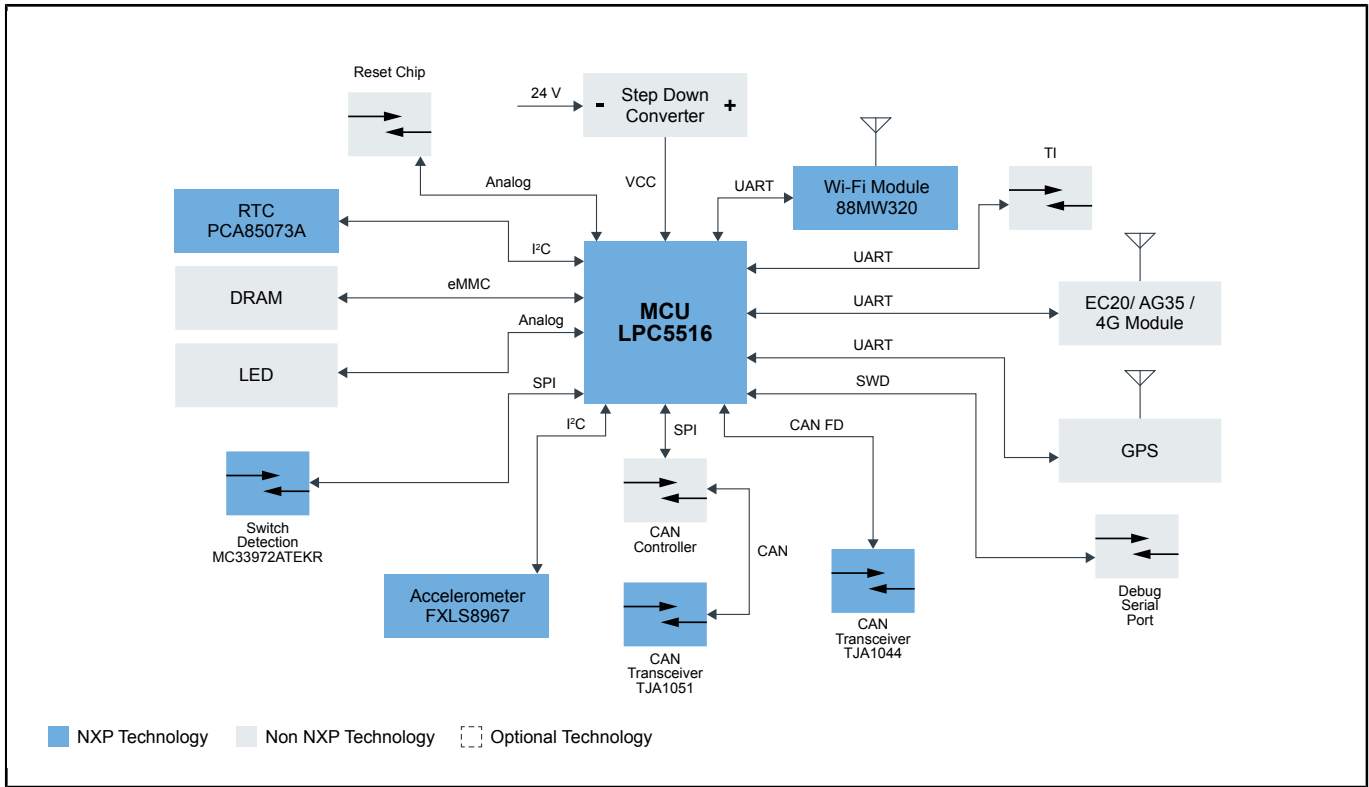 Reset Chip
24 V
- Step Down +
Converter
TI
Analog
VCC
UART
Wi-Fi Module
88MW320
RTC
PCA85073A
I²C
UART
DRAM
eMMC
MCU
LPC5516
UART
EC20/ AG35 /
4G Module
Analog
LED
UART
SPI
SWD
I²C
SPI
CAN FD
GPS
Switch
Detection
MC33972ATEKR
CAN
Controller
CAN
Accelerometer
FXLS8967
Debug
Serial
Port
CAN
Transceiver
TJA1044
CAN
Transceiver
TJA1051
NXP Technology
Non NXP Technology
Optional Technology